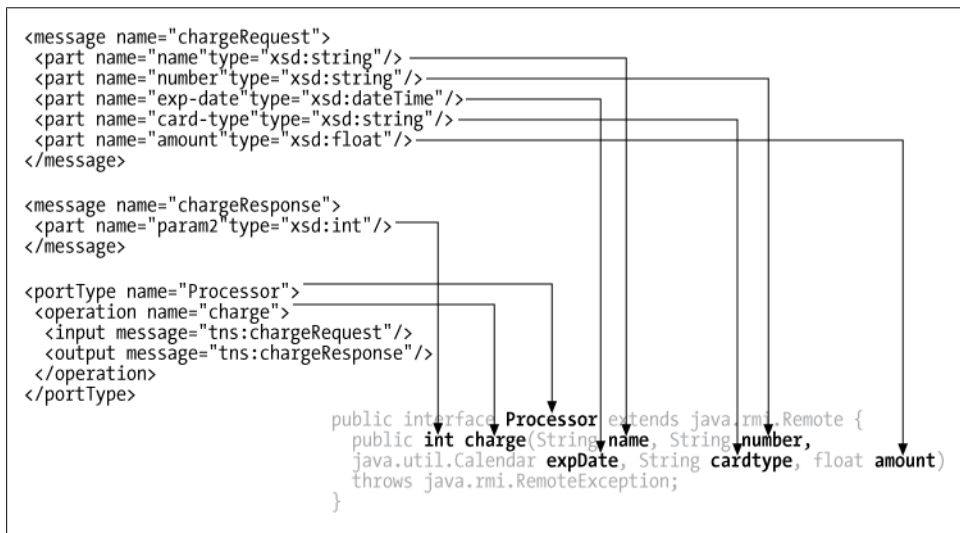 <message name="chargeRequest">
<part name="name"type="xsd:string"/>
<part name="number"type="xsd:string"/>
<part name="exp-date"type="xsd:dateTime"/>
<part name="card-type"type="xsd:string"/>
<part name="amount"type="xsd:float"/>
</message>
<message name="chargeResponse">
<part name="param2"type="xsd:int"/>
</message>
<portType name="Processor">
<operation name="charge">
<input message="tns:chargeRequest"/>
<output message="tns:chargeResponse"/>
</operation>
</portType>
public interface Processor extends java.rmi.Remote {
public int charge(String name, String number,
java.util.Calendar expDate, String cardtype, float amount)
throws java.rmi.RemoteException;
}